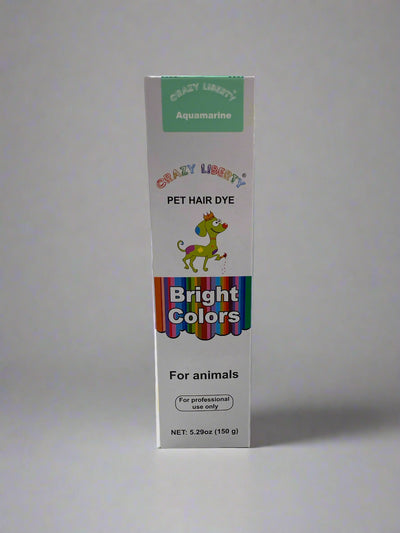 CRAZY LIBERTY
Aquamarine
CRAZY LIBERTY®
PET HAIR DYE
Bright
Colors
For animals
For professional
use only
NET: 5.29oz (150 g)